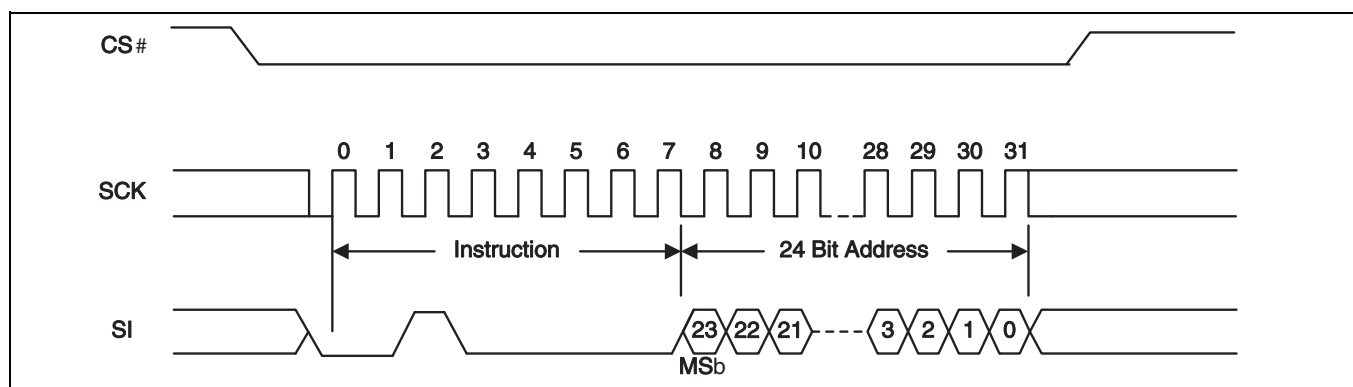 CS#
0 1 2 3 4 5 6 7 8 9 10 28 29 30 31
SCK
Instruction 24 Bit Address
SI 23 22 21 3 2 1 0
MSb